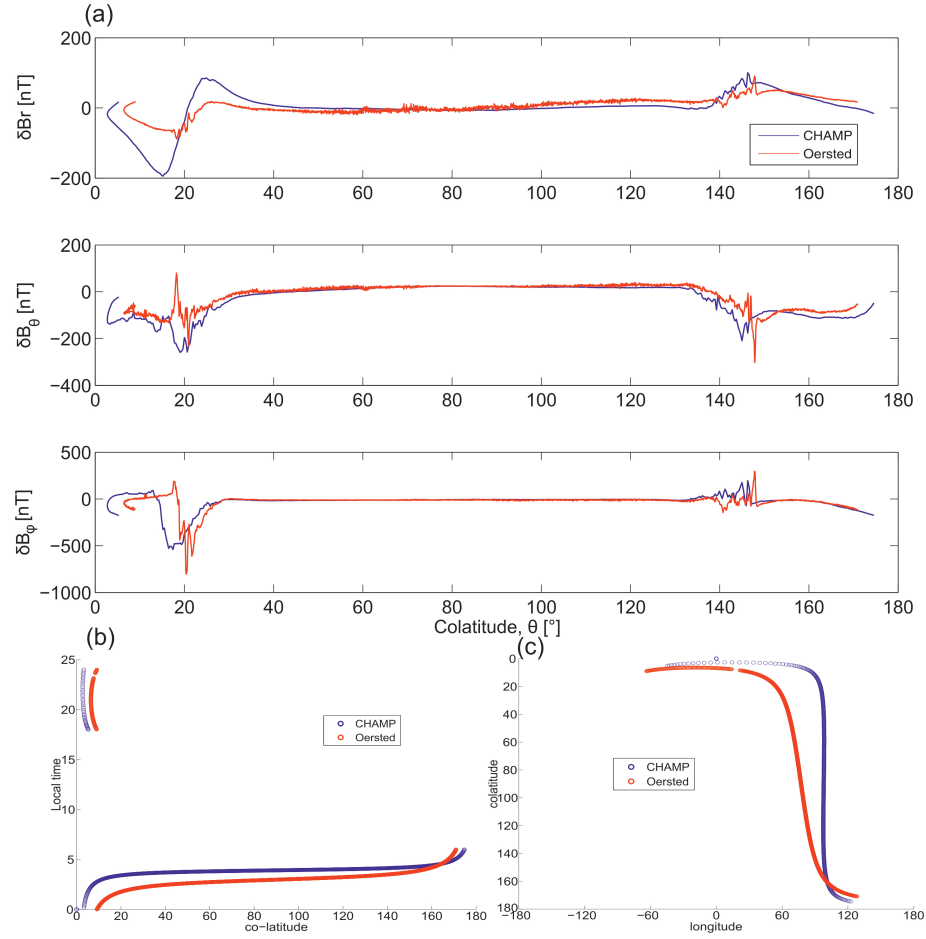 (a)
200
0
−200
δBr [nT]
CHAMP
Oersted
0 20 40 60 80 100 120 140 160 180
200
0
−200
−400
δBθ [nT]
0 20 40 60 80 100 120 140 160 180
500
0
−500
−1000
δBφ [nT]
0 20 40 60 80 100 120 140 160 180
Colatitude, θ [°]
(b)
25
20
15
10
5
0
Local time
CHAMP
Oersted
0 20 40 60 80 100 120 140 160 180
co−latitude
(c)
0
20
40
60
80
100
120
140
160
180
colatitude
CHAMP
Oersted
−180 −120 −60 0 60 120 180
longitude